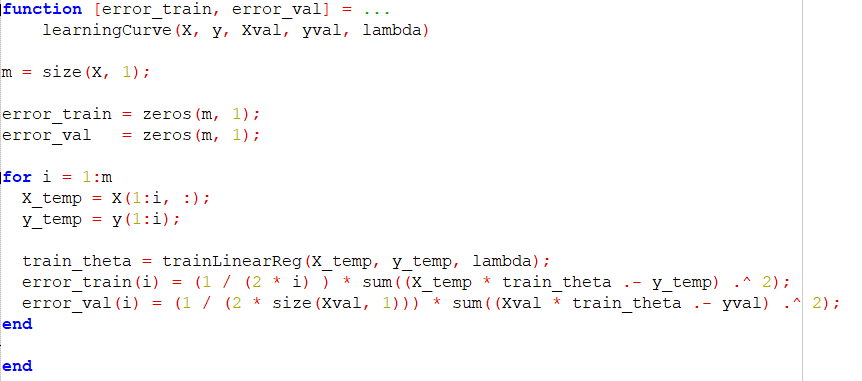 function [error_train, error_val] = ...
    learningCurve(X, y, Xval, yval, lambda)
m = size(X, 1);
error_train = zeros(m, 1);
error_val   = zeros(m, 1);
for i = 1:m
  X_temp = X(1:i, :);
  y_temp = y(1:i);
  train_theta = trainLinearReg(X_temp, y_temp, lambda);
  error_train(i) = (1 / (2 * i) ) * sum((X_temp * train_theta .- y_temp) .^ 2);
  error_val(i) = (1 / (2 * size(Xval, 1))) * sum((Xval * train_theta .- yval) .^ 2);
end
end